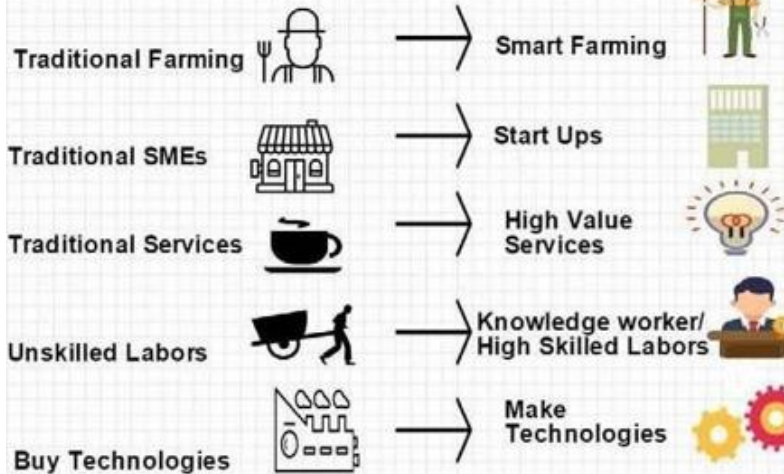 Traditional Farming
Smart Farming
Traditional SMEs
Start Ups
Traditional Services
High Value
Services
Unskilled Labors
Knowledge worker/
High Skilled Labors
Buy Technologies
Make
Technologies